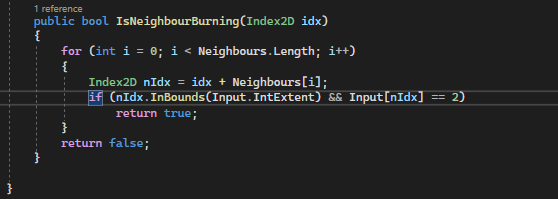 1 reference
public bool IsNeighbourBurning(Index2D idx)
{
for (int i = 0; i < Neighbours.Length; i++)
{
Index2D nIdx = idx + Neighbours[i];
if (nIdx.InBounds(Input.IntExtent) && Input[nIdx] == 2)
return true;
}
return false;
}
}